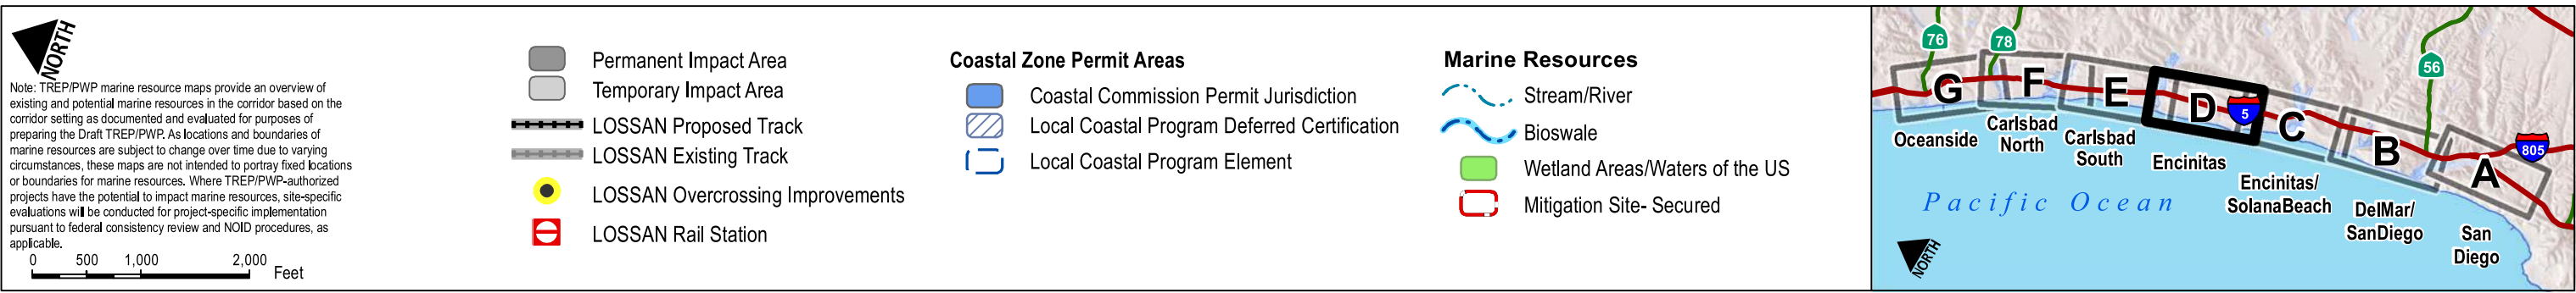 NORTH
Note: TREP/PWP marine resource maps provide an overview of
existing and potential marine resources in the corridor based on the
corridor setting as documented and evaluated for purposes of
preparing the Draft TREP/PWP. As locations and boundaries of
marine resources are subject to change over time due to varying
circumstances, these maps are not intended to portray fixed locations
or boundaries for marine resources. Where TREP/PWP-authorized
projects have the potential to impact marine resources, site-specific
evaluations will be conducted for project-specific implementation
pursuant to federal consistency review and NOID procedures, as
applicable.
0 500 1,000 2,000
Feet
Permanent Impact Area
Temporary Impact Area
LOSSAN Proposed Track
LOSSAN Existing Track
LOSSAN Overcrossing Improvements
LOSSAN Rail Station
Coastal Zone Permit Areas
Coastal Commission Permit Jurisdiction
Local Coastal Program Deferred Certification
Local Coastal Program Element
Marine Resources
Stream/River
Bioswale
Wetland Areas/Waters of the US
Mitigation Site- Secured
76
78
56
5
805
G
F
E
D
C
B
A
Oceanside
Carlsbad
North
Carlsbad
South
Encinitas
Encinitas/
SolanaBeach
DelMar/
SanDiego
San
Diego
Pacific Ocean
NORTH